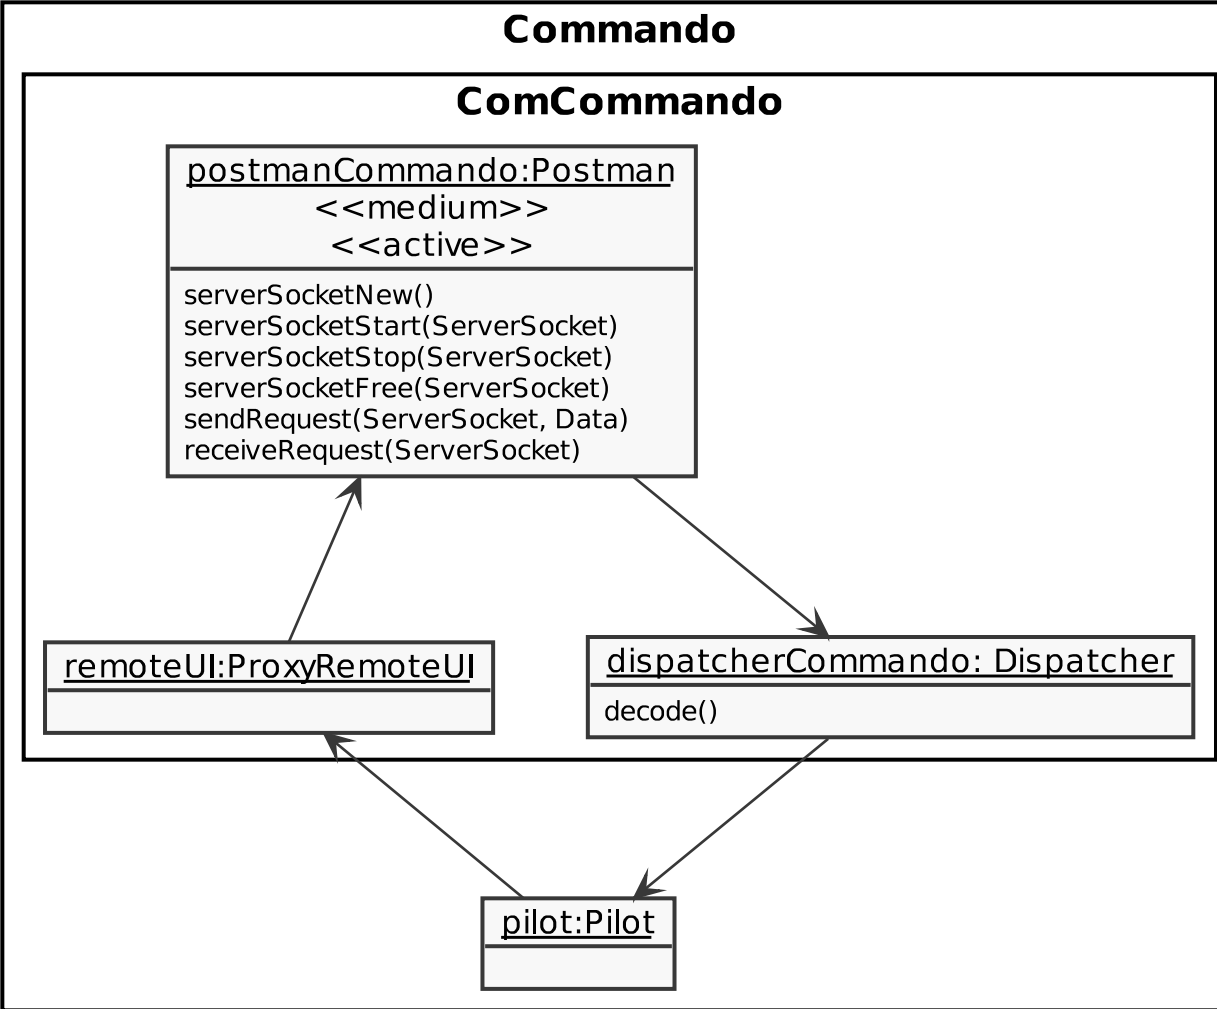 Commando
ComCommando
postmanCommando:Postman
<<medium>>
<<active>>
serverSocketNew()
serverSocketStart(ServerSocket)
serverSocketStop(ServerSocket)
serverSocketFree(ServerSocket)
sendRequest(ServerSocket, Data)
receiveRequest(ServerSocket)
remoteUI:ProxyRemoteUI
dispatcherCommando: Dispatcher
decode()
pilot:Pilot